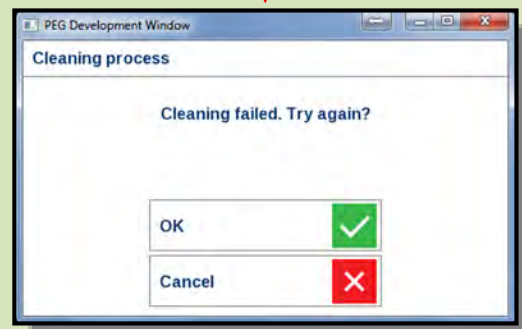 PEG Development Window
Cleaning process
Cleaning failed. Try again?
OK
Cancel